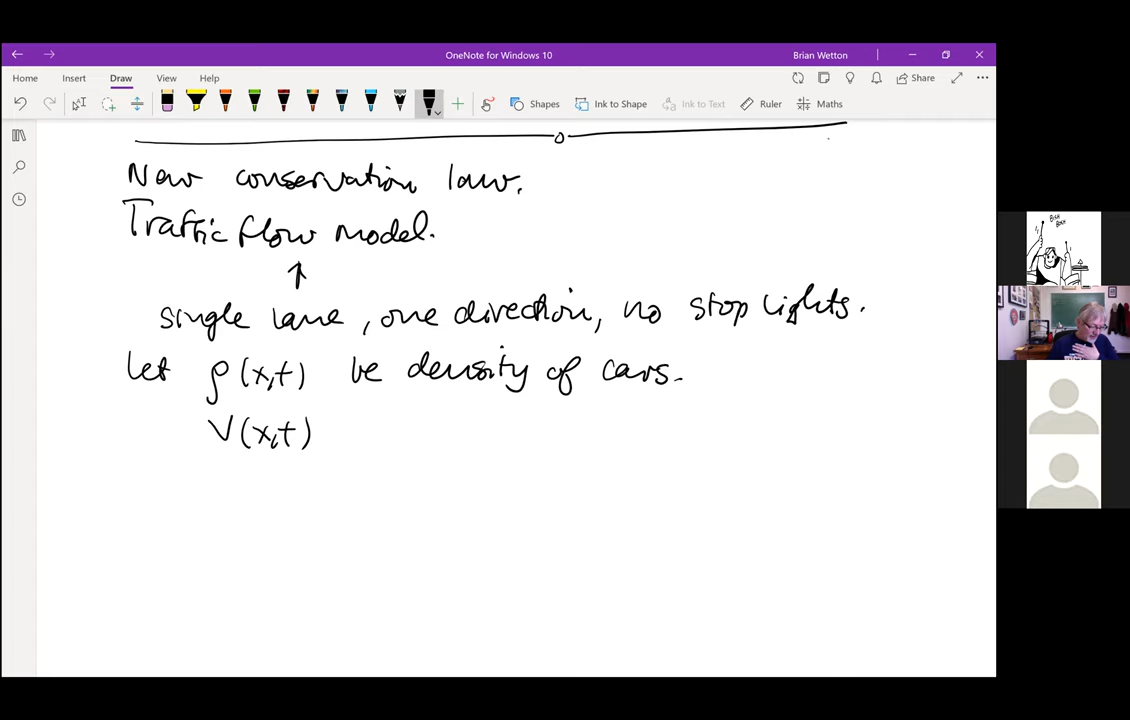 OneNote for Windows 10
Brian Wetton
Home Insert Draw View Help
Share
Shapes Ink to Shape Ink to Text Ruler Maths
New conservation law.
Traffic flow model.
↑
single lane, one direction, no stop lights.
let ρ(x,t) be density of cars.
V(x,t)
BISH
BOSH